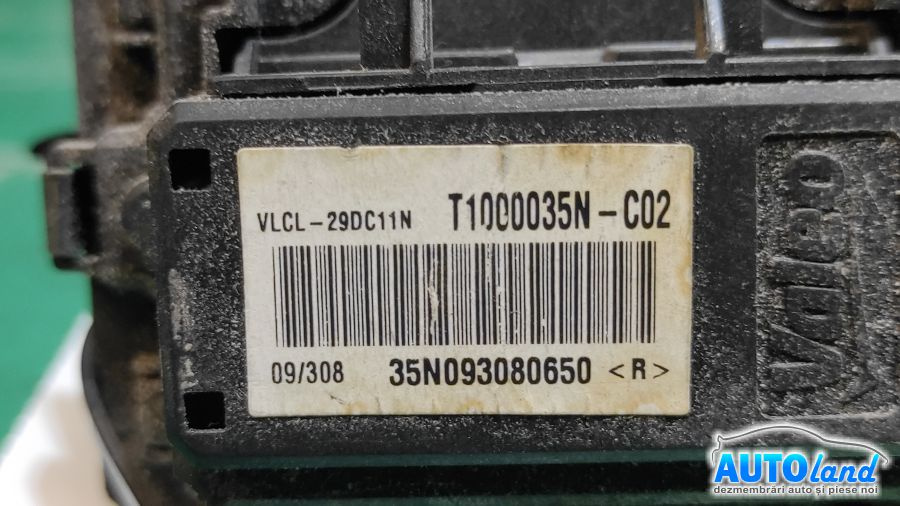 VLCL-29DC11N T1000035N-C02
09/308 35N093080650 <R>
Valeo
AUTOland
dezmembrări auto și piese noi